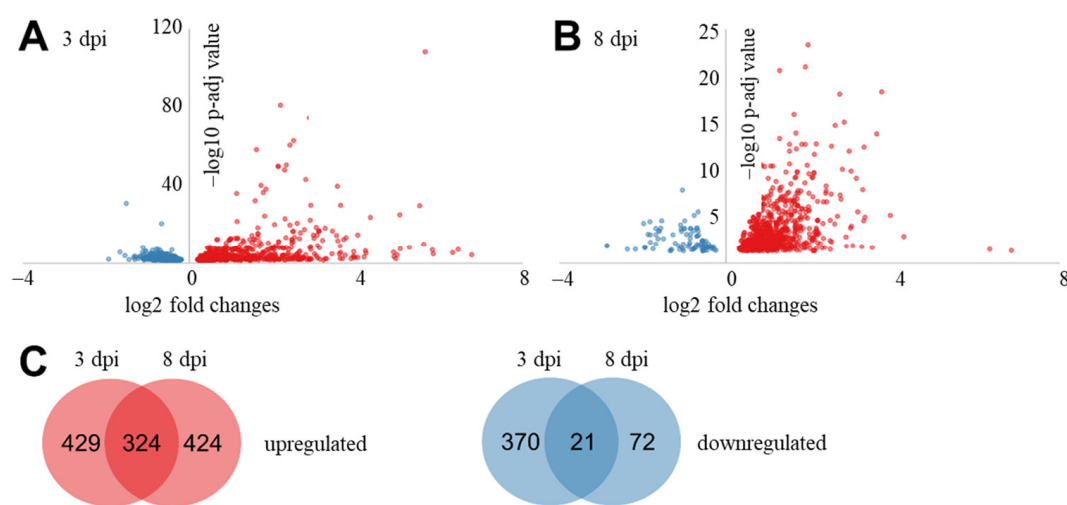 A 3 dpi
120
80
40
−log10 p-adj value
−4 0 4 8
log2 fold changes
B 8 dpi
25
20
15
10
5
−log10 p-adj value
−4 0 4 8
log2 fold changes
C 3 dpi 8 dpi
429 324 424 upregulated
3 dpi 8 dpi
370 21 72 downregulated